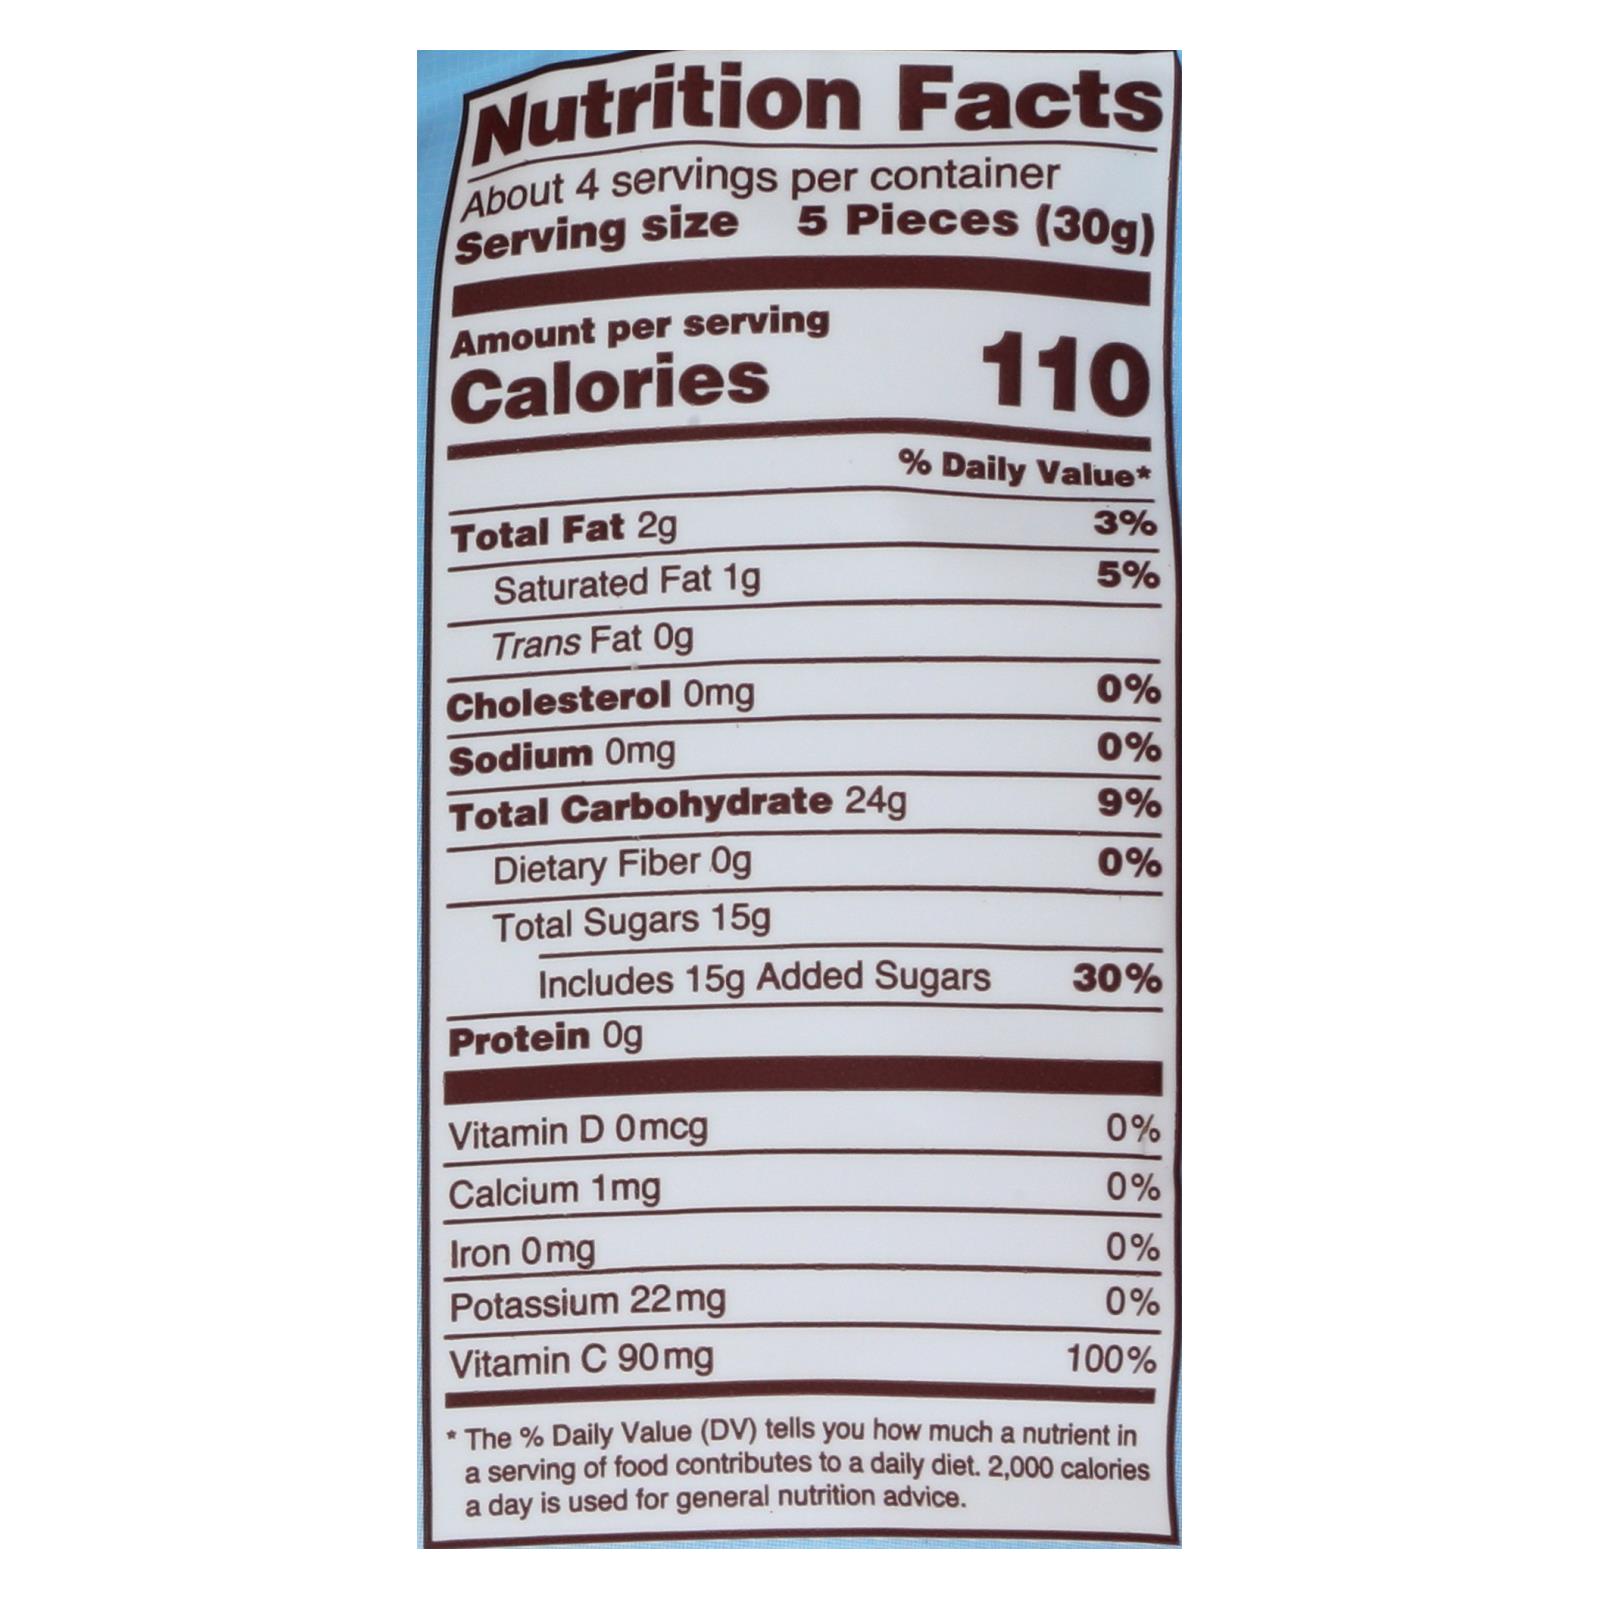 Nutrition Facts
About 4 servings per container
Serving size 5 Pieces (30g)
Amount per serving
Calories 110
% Daily Value*
Total Fat 2g 3%
Saturated Fat 1g 5%
Trans Fat 0g
Cholesterol 0mg 0%
Sodium 0mg 0%
Total Carbohydrate 24g 9%
Dietary Fiber 0g 0%
Total Sugars 15g
Includes 15g Added Sugars 30%
Protein 0g
Vitamin D 0mcg 0%
Calcium 1mg 0%
Iron 0mg 0%
Potassium 22mg 0%
Vitamin C 90mg 100%
* The % Daily Value (DV) tells you how much a nutrient in
a serving of food contributes to a daily diet. 2,000 calories
a day is used for general nutrition advice.